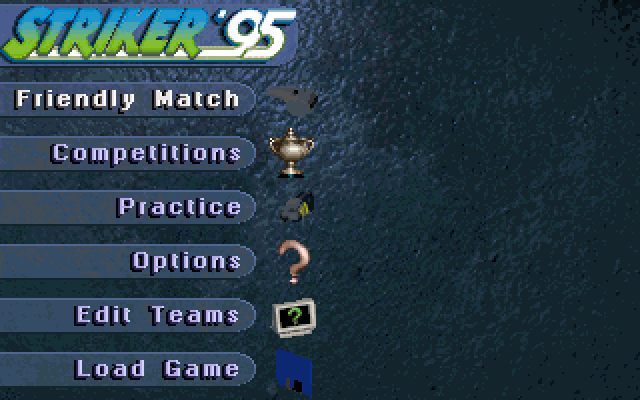 STRIKER '95
Friendly Match
Competitions
Practice
Options
Edit Teams
Load Game